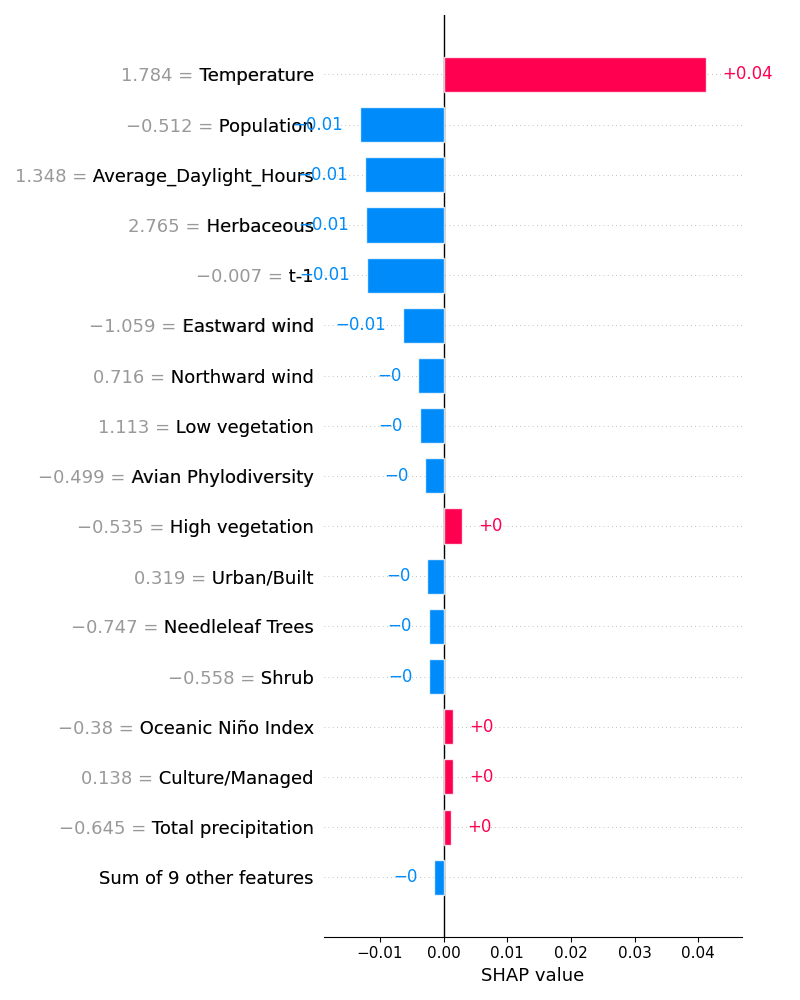 1.784 = Temperature +0.04
−0.512 = Population −0.01
1.348 = Average_Daylight_Hours −0.01
2.765 = Herbaceous −0.01
−0.007 = t-1 −0.01
−1.059 = Eastward wind −0.01
0.716 = Northward wind −0
1.113 = Low vegetation −0
−0.499 = Avian Phylodiversity −0
−0.535 = High vegetation +0
0.319 = Urban/Built −0
−0.747 = Needleleaf Trees −0
−0.558 = Shrub −0
−0.38 = Oceanic Niño Index +0
0.138 = Culture/Managed +0
−0.645 = Total precipitation +0
Sum of 9 other features −0
−0.01 0.00 0.01 0.02 0.03 0.04
SHAP value